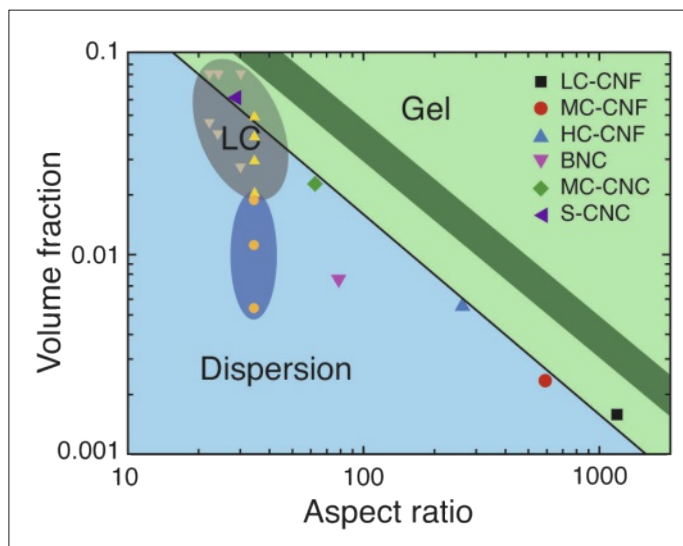 0.1
0.01
0.001
Volume fraction
Gel
LC
Dispersion
LC-CNF
MC-CNF
HC-CNF
BNC
MC-CNC
S-CNC
10
100
1000
Aspect ratio